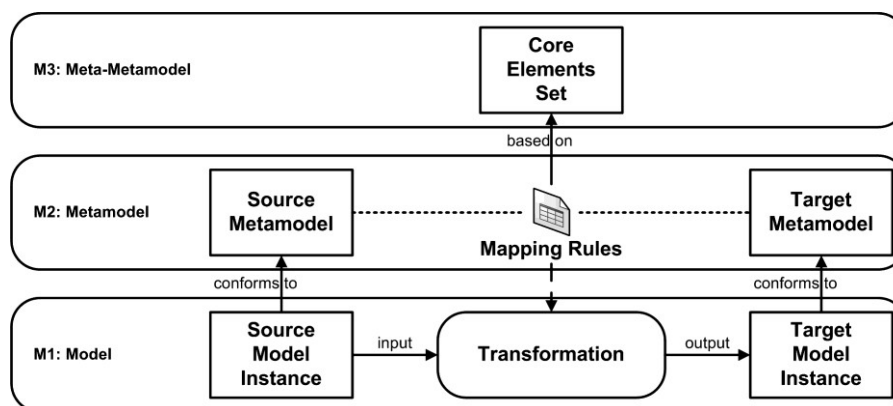 M3: Meta-Metamodel
Core
Elements
Set
based on
M2: Metamodel
Source
Metamodel
Mapping Rules
Target
Metamodel
conforms to
conforms to
M1: Model
Source
Model
Instance
input
Transformation
output
Target
Model
Instance